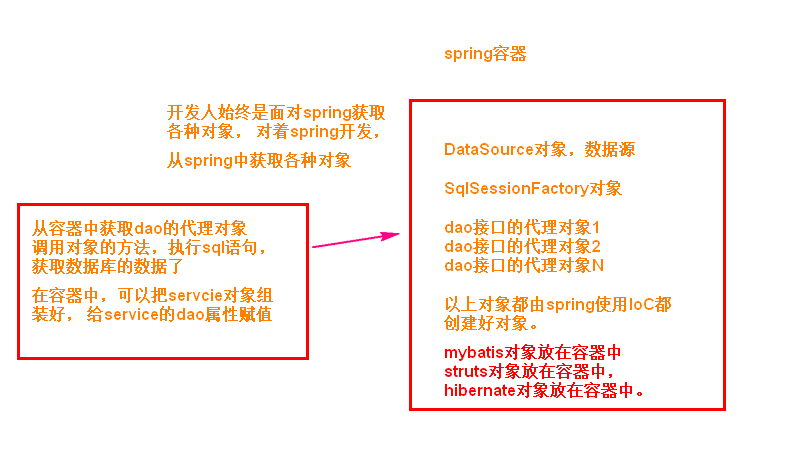 spring容器
开发人始终是面对spring获取
各种对象， 对着spring开发，
从spring中获取各种对象
DataSource对象，数据源
SqlSessionFactory对象
dao接口的代理对象1
dao接口的代理对象2
dao接口的代理对象N
以上对象都由spring使用IoC都
创建好对象。
mybatis对象放在容器中
struts对象放在容器中，
hibernate对象放在容器中。
从容器中获取dao的代理对象
调用对象的方法，执行sql语句，
获取数据库的数据了
在容器中，可以把servcie对象组
装好， 给service的dao属性赋值